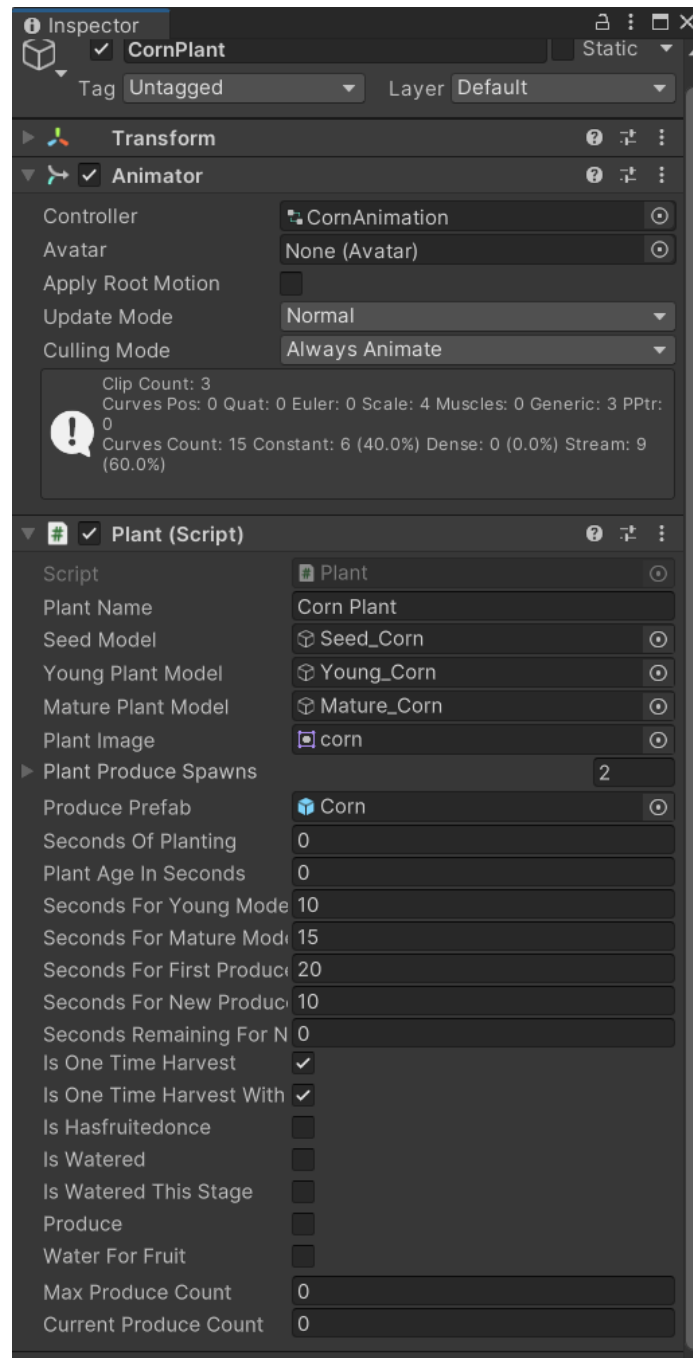 Inspector
CornPlant Static
Tag Untagged Layer Default
Transform
Animator
Controller CornAnimation
Avatar None (Avatar)
Apply Root Motion
Update Mode Normal
Culling Mode Always Animate
Clip Count: 3
Curves Pos: 0 Quat: 0 Euler: 0 Scale: 4 Muscles: 0 Generic: 3 PPtr:
0
Curves Count: 15 Constant: 6 (40.0%) Dense: 0 (0.0%) Stream: 9
(60.0%)
# Plant (Script)
Script # Plant
Plant Name Corn Plant
Seed Model Seed_Corn
Young Plant Model Young_Corn
Mature Plant Model Mature_Corn
Plant Image corn
Plant Produce Spawns 2
Produce Prefab Corn
Seconds Of Planting 0
Plant Age In Seconds 0
Seconds For Young Mode 10
Seconds For Mature Mod 15
Seconds For First Produc 20
Seconds For New Produc 10
Seconds Remaining For N 0
Is One Time Harvest
Is One Time Harvest With
Is Hasfruitedonce
Is Watered
Is Watered This Stage
Produce
Water For Fruit
Max Produce Count 0
Current Produce Count 0